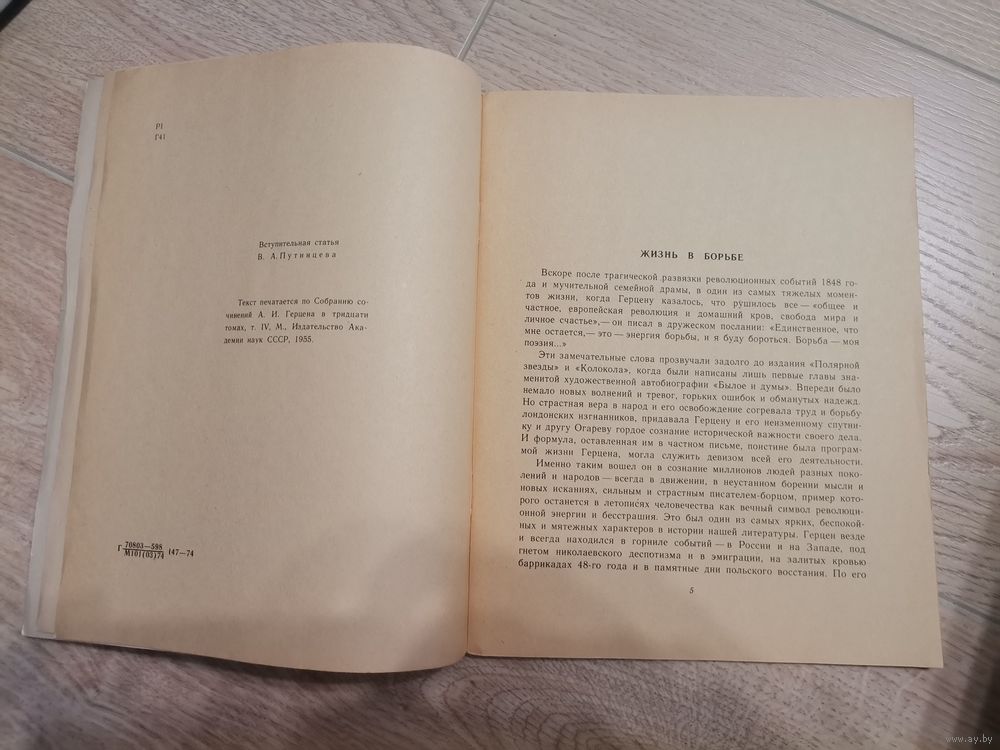 Р1
Г41
Вступительная статья
В. А. Путинцева
Текст печатается по Собранию со-
чинений А. И. Герцена в тридцати
томах, т. IV, М., Издательство Ака-
демии наук СССР, 1955.
Г 70803—598
М101(03)74 147—74
ЖИЗНЬ В БОРЬБЕ
Вскоре после трагической развязки революционных событий 1848 го-
да и мучительной семейной драмы, в один из самых тяжелых момен-
тов жизни, когда Герцену казалось, что рушилось все — «общее и
частное, европейская революция и домашний кров, свобода мира и
личное счастье»,— он писал в дружеском послании: «Единственное, что
мне остается,— это — энергия борьбы, и я буду бороться. Борьба — моя
поэзия...»
Эти замечательные слова прозвучали задолго до издания «Полярной
звезды» и «Колокола», когда были написаны лишь первые главы зна-
менитой художественной автобиографии «Былое и думы». Впереди было
немало новых волнений и тревог, горьких ошибок и обманутых надежд.
Но страстная вера в народ и его освобождение согревала труд и борьбу
лондонских изгнанников, придавала Герцену и его неизменному спутни-
ку и другу Огареву гордое сознание исторической важности своего дела.
И формула, оставленная им в частном письме, поистине была програм-
мой жизни Герцена, могла служить девизом всей его деятельности.
Именно таким вошел он в сознание миллионов людей разных поко-
лений и народов — всегда в движении, в неустанном борении мысли и
новых исканиях, сильным и страстным писателем-борцом, пример кото-
рого останется в летописях человечества как вечный символ революци-
онной энергии и бесстрашия. Это был один из самых ярких, беспокой-
ных и мятежных характеров в истории нашей литературы. Герцен везде
и всегда находился в горниле событий — в России и на Западе, под
гнетом николаевского деспотизма и в эмиграции, на залитых кровью
баррикадах 48-го года и в памятные дни польского восстания. По его
5
www.ay.by